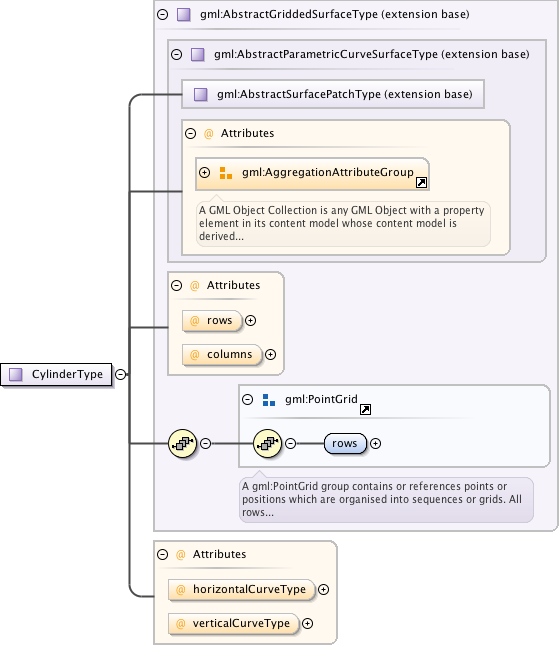 gml:AbstractGriddedSurfaceType (extension base)
gml:AbstractParametricCurveSurfaceType (extension base)
gml:AbstractSurfacePatchType (extension base)
@ Attributes
gml:AggregationAttributeGroup
A GML Object Collection is any GML Object with a property
element in its content model whose content model is
derived...
@ Attributes
@ rows
@ columns
CylinderType
gml:PointGrid
rows
A gml:PointGrid group contains or references points or
positions which are organised into sequences or grids. All
rows...
@ Attributes
@ horizontalCurveType
@ verticalCurveType